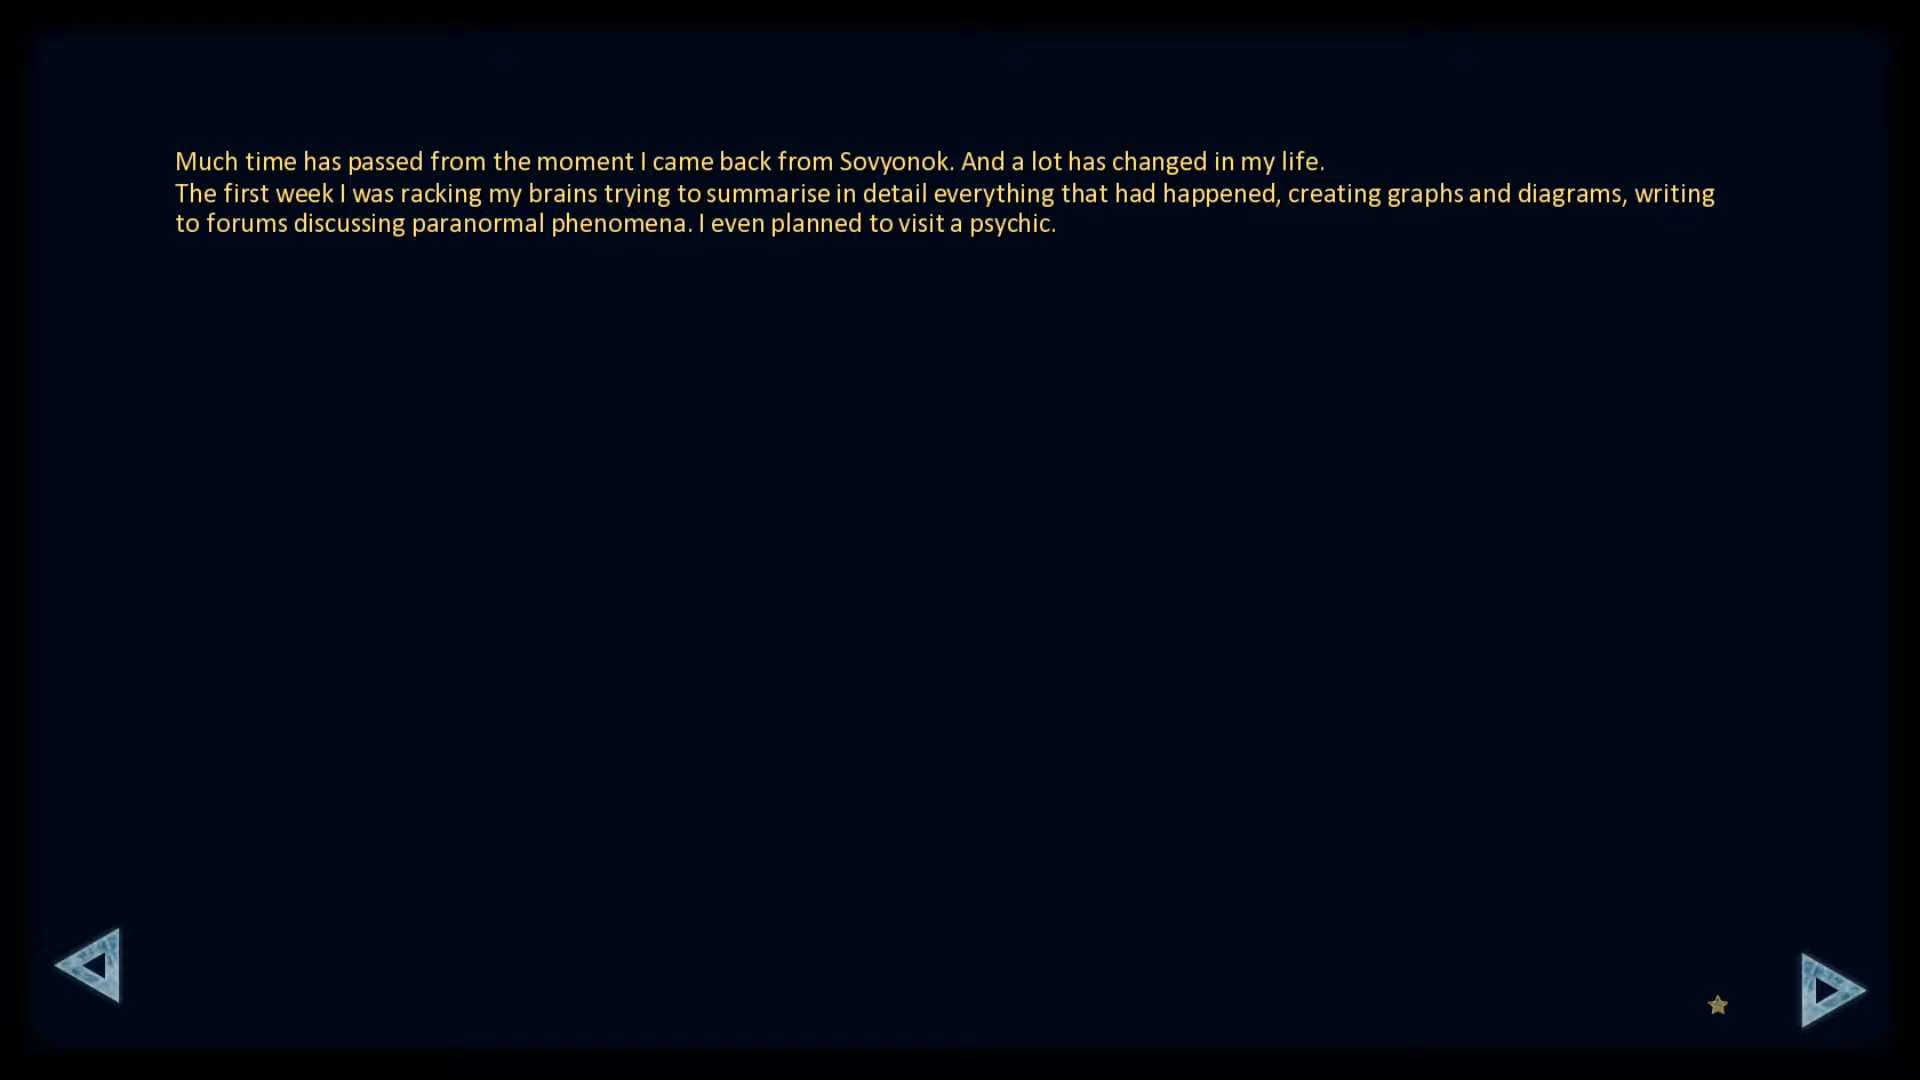 Much time has passed from the moment I came back from Sovyonok. And a lot has changed in my life.
The first week I was racking my brains trying to summarise in detail everything that had happened, creating graphs and diagrams, writing
to forums discussing paranormal phenomena. I even planned to visit a psychic.